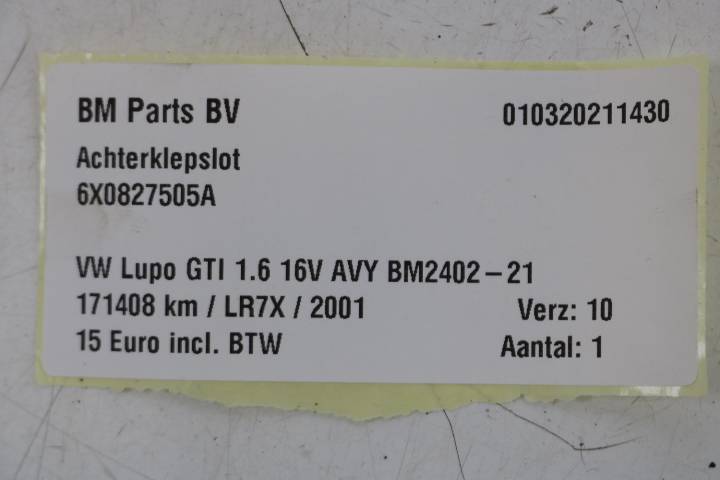 BM Parts BV 010320211430
Achterklepslot
6X0827505A
VW Lupo GTI 1.6 16V AVY BM2402-21
171408 km / LR7X / 2001 Verz: 10
15 Euro incl. BTW Aantal: 1